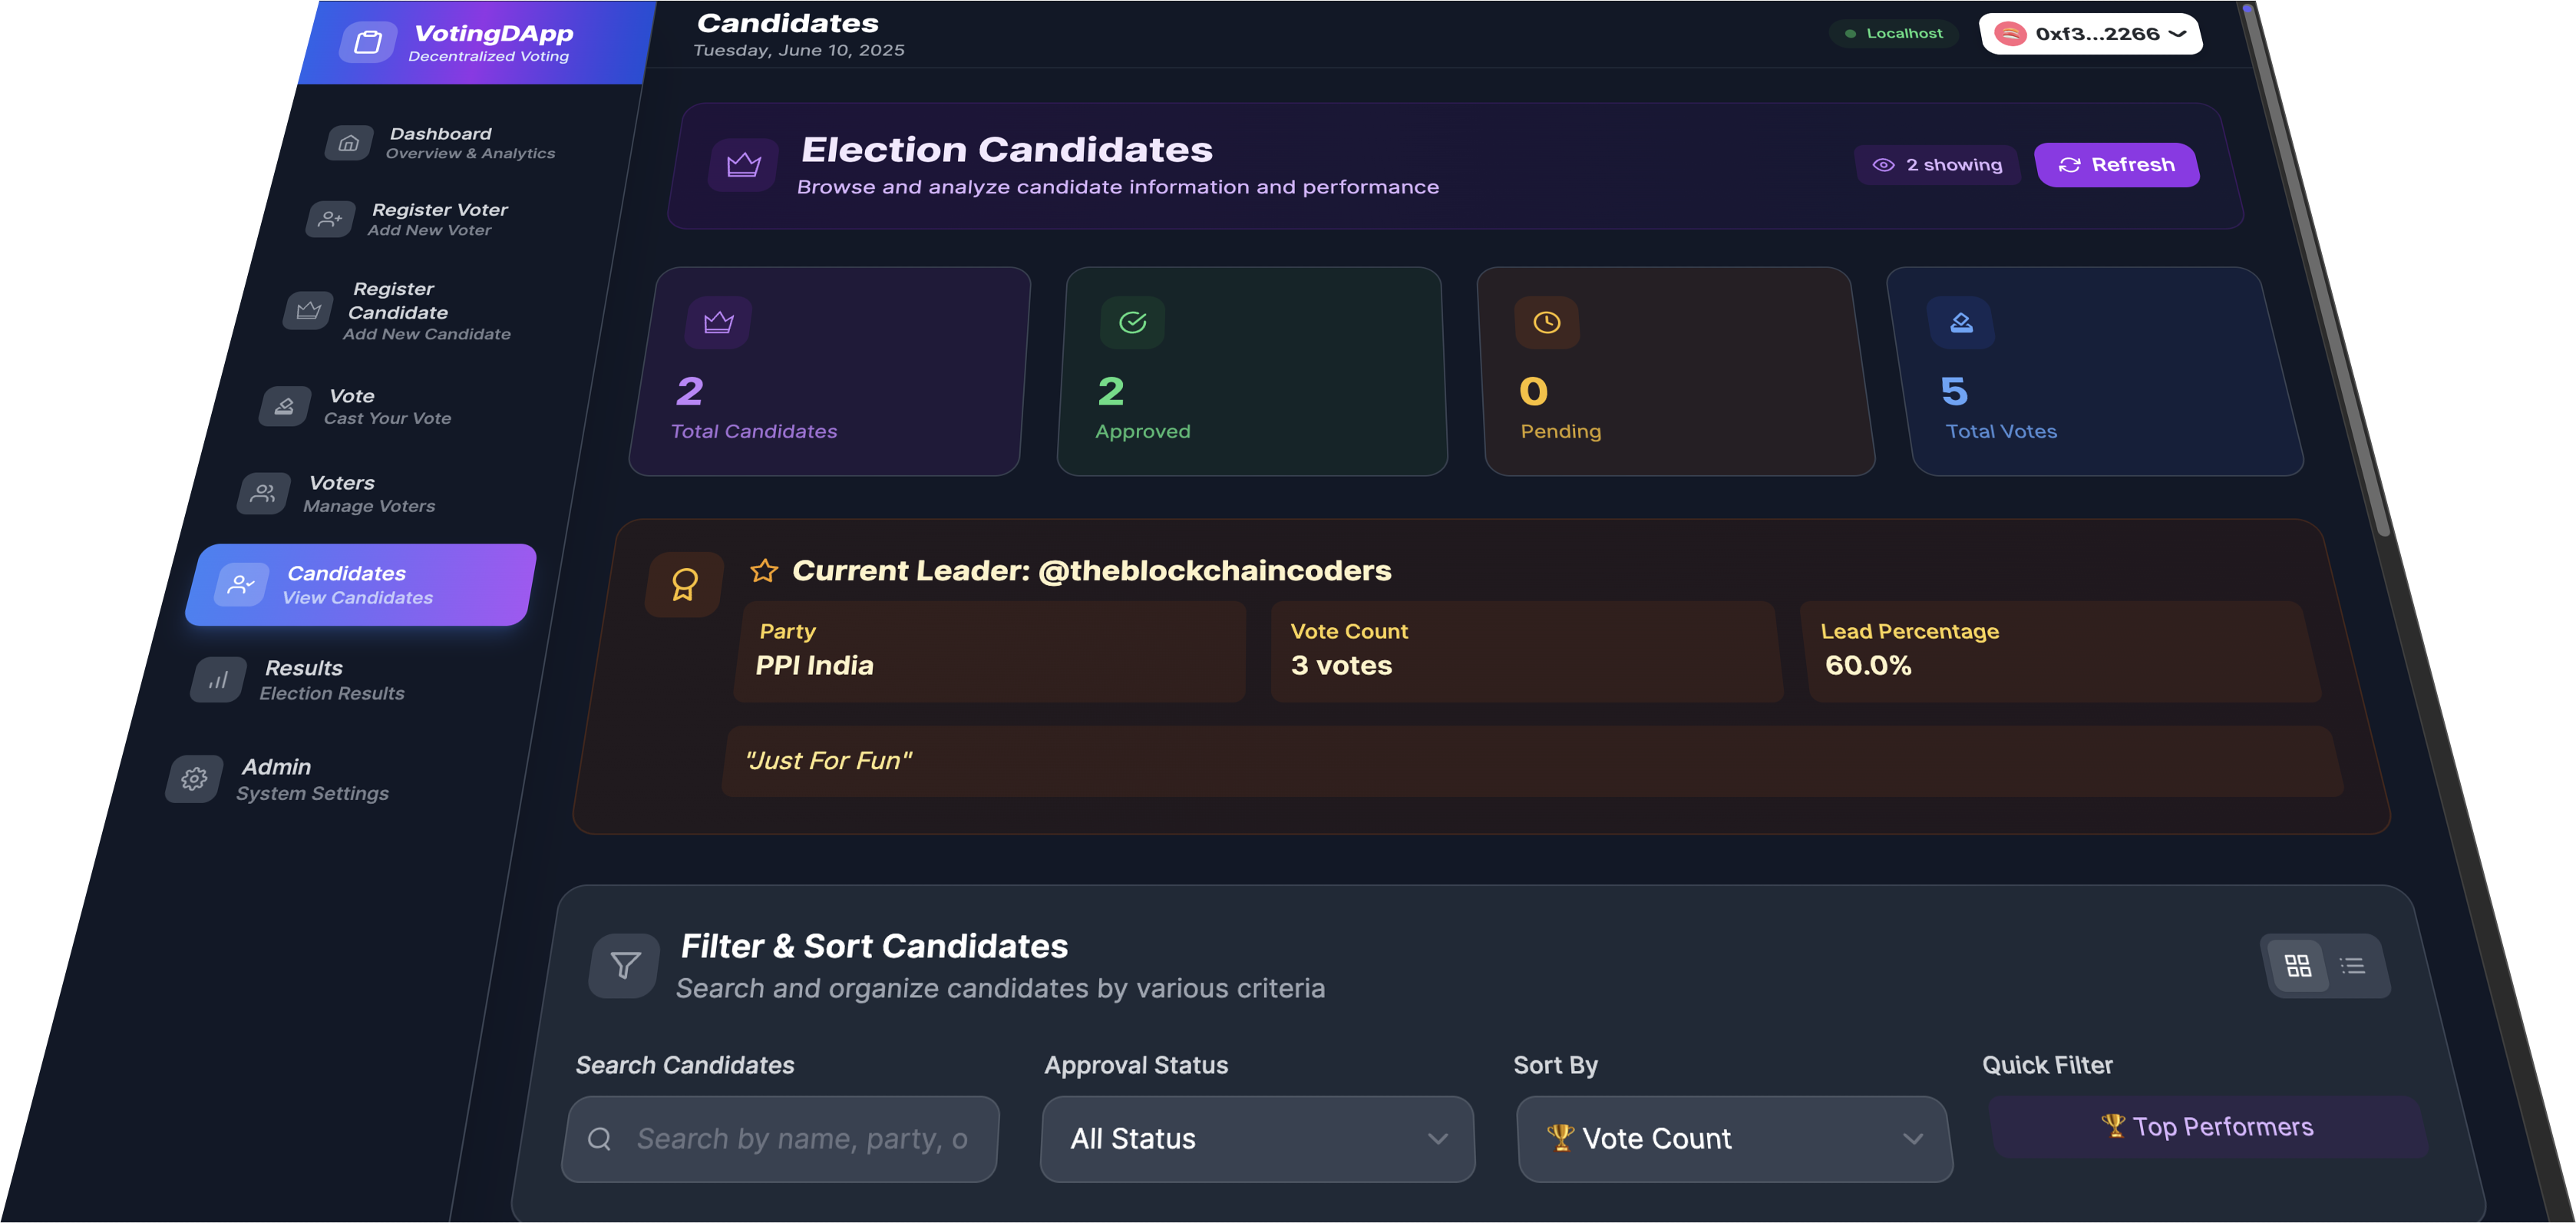 VotingDApp
Decentralized Voting
Dashboard
Overview & Analytics
Register Voter
Add New Voter
Register
Candidate
Add New Candidate
Vote
Cast Your Vote
Voters
Manage Voters
Candidates
View Candidates
Results
Election Results
Admin
System Settings
Candidates
Tuesday, June 10, 2025
Localhost
0xf3...2266
Election Candidates
Browse and analyze candidate information and performance
2 showing
Refresh
2
Total Candidates
2
Approved
0
Pending
5
Total Votes
Current Leader: @theblockchaincoders
Party
PPI India
Vote Count
3 votes
Lead Percentage
60.0%
"Just For Fun"
Filter & Sort Candidates
Search and organize candidates by various criteria
Search Candidates
Search by name, party, o
Approval Status
All Status
Sort By
🏆 Vote Count
Quick Filter
🏆 Top Performers